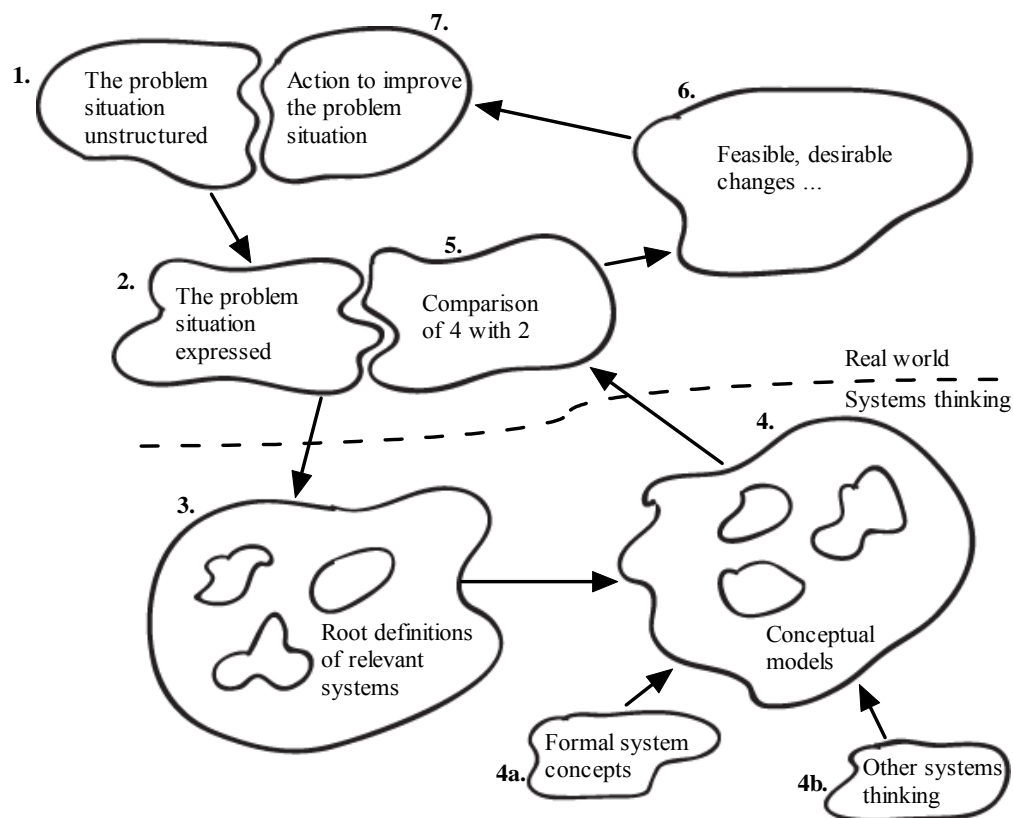 1.
The problem
situation
unstructured
7.
Action to improve
the problem
situation
6.
Feasible, desirable
changes ...
2.
The problem
situation
expressed
5.
Comparison
of 4 with 2
Real world
Systems thinking
3.
Root definitions
of relevant
systems
4.
Conceptual
models
4a.
Formal system
concepts
4b.
Other systems
thinking